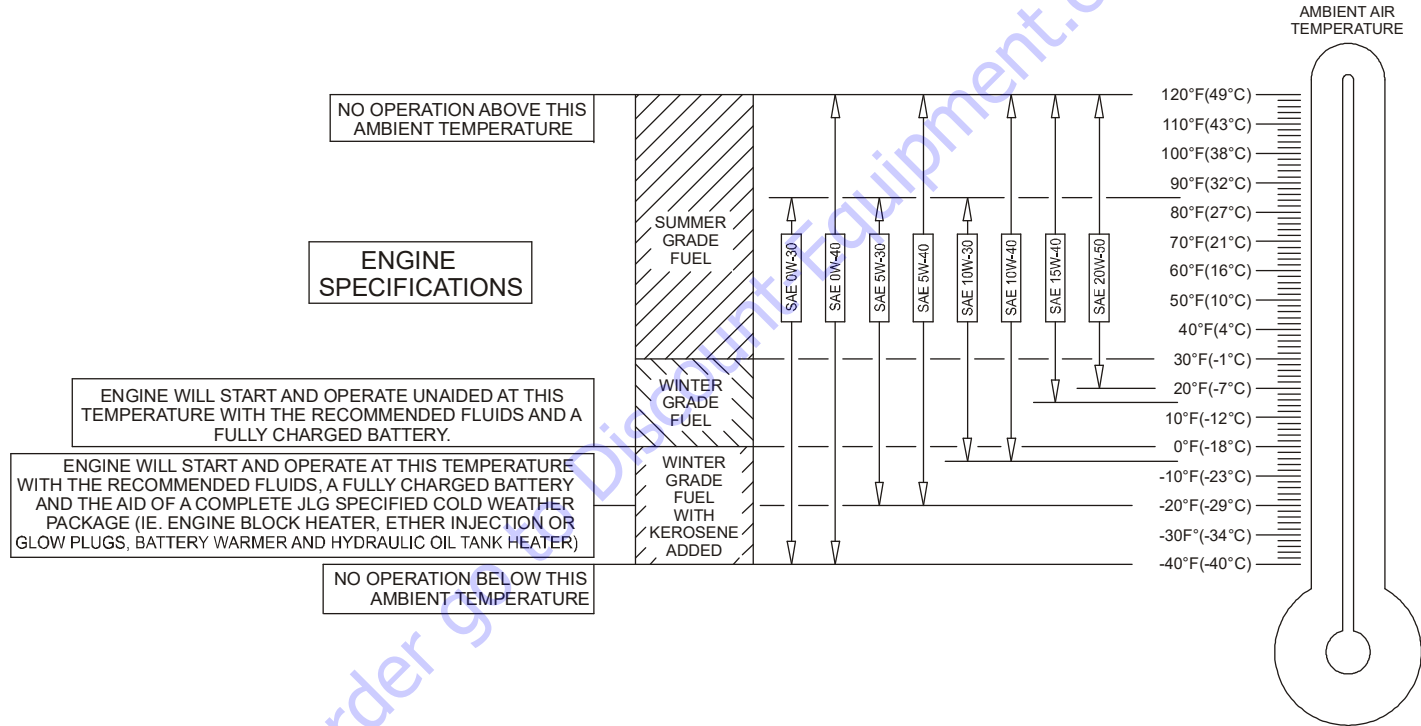 AMBIENT AIR
TEMPERATURE
NO OPERATION ABOVE THIS
AMBIENT TEMPERATURE
ENGINE
SPECIFICATIONS
ENGINE WILL START AND OPERATE UNAIDED AT THIS
TEMPERATURE WITH THE RECOMMENDED FLUIDS AND A
FULLY CHARGED BATTERY.
ENGINE WILL START AND OPERATE AT THIS TEMPERATURE
WITH THE RECOMMENDED FLUIDS, A FULLY CHARGED BATTERY
AND THE AID OF A COMPLETE JLG SPECIFIED COLD WEATHER
PACKAGE (IE. ENGINE BLOCK HEATER, ETHER INJECTION OR
GLOW PLUGS, BATTERY WARMER AND HYDRAULIC OIL TANK HEATER)
NO OPERATION BELOW THIS
AMBIENT TEMPERATURE
SUMMER
GRADE
FUEL
WINTER
GRADE
FUEL
WINTER
GRADE
FUEL
WITH
KEROSENE
ADDED
SAE 0W-30
SAE 0W-40
SAE 5W-30
SAE 5W-40
SAE 10W-30
SAE 10W-40
SAE 15W-40
SAE 20W-50
120°F(49°C)
110°F(43°C)
100°F(38°C)
90°F(32°C)
80°F(27°C)
70°F(21°C)
60°F(16°C)
50°F(10°C)
40°F(4°C)
30°F(-1°C)
20°F(-7°C)
10°F(-12°C)
0°F(-18°C)
-10°F(-23°C)
-20°F(-29°C)
-30F°(-34°C)
-40°F(-40°C)
order go to Discount-Equipment.c